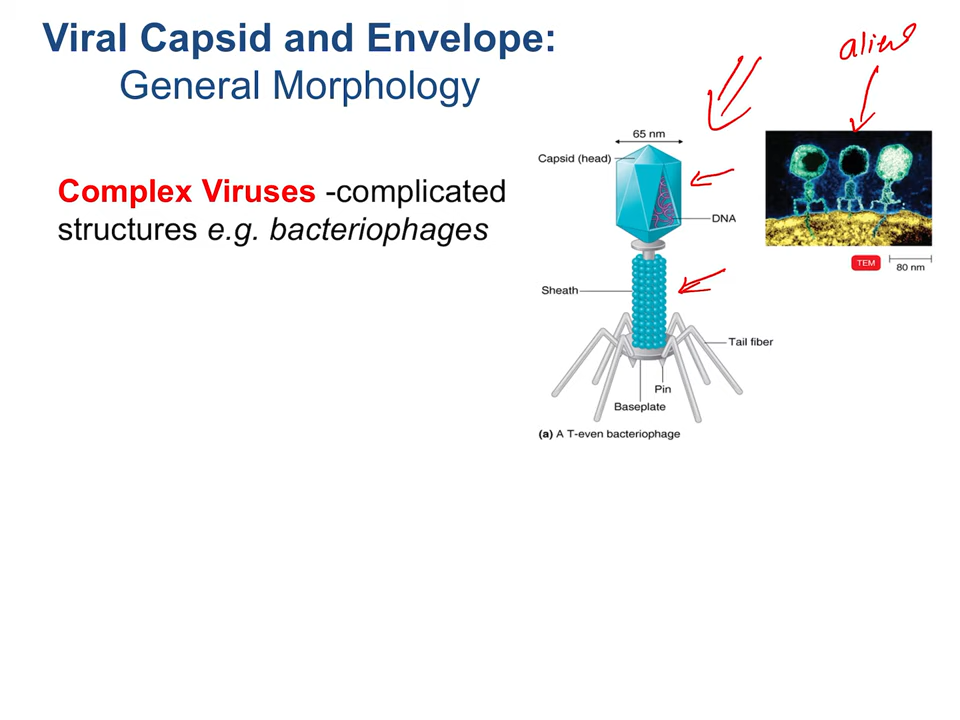 Viral Capsid and Envelope:
General Morphology
Complex Viruses -complicated
structures e.g. bacteriophages
aliens
65 nm
Capsid (head)
DNA
TEM
80 nm
Sheath
Tail fiber
Pin
Baseplate
(a) A T-even bacteriophage